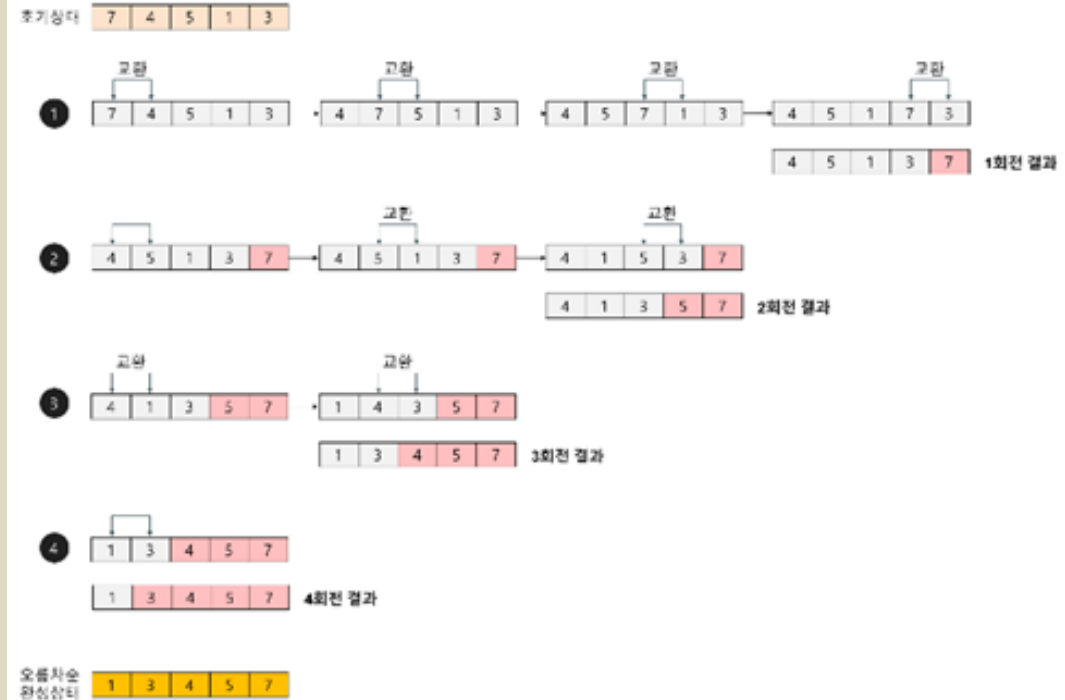 초기상태 7 4 5 1 3
교환 교환 교환 교환
1 7 4 5 1 3 4 7 5 1 3 4 5 7 1 3 4 5 1 7 3
4 5 1 3 7 1회전 결과
교환 교환
2 4 5 1 3 7 4 5 1 3 7 4 1 5 3 7
4 1 3 5 7 2회전 결과
교환 교환
3 4 1 3 5 7 1 4 3 5 7
1 3 4 5 7 3회전 결과
4 1 3 4 5 7
1 3 4 5 7 4회전 결과
오름차순
완성상태 1 3 4 5 7